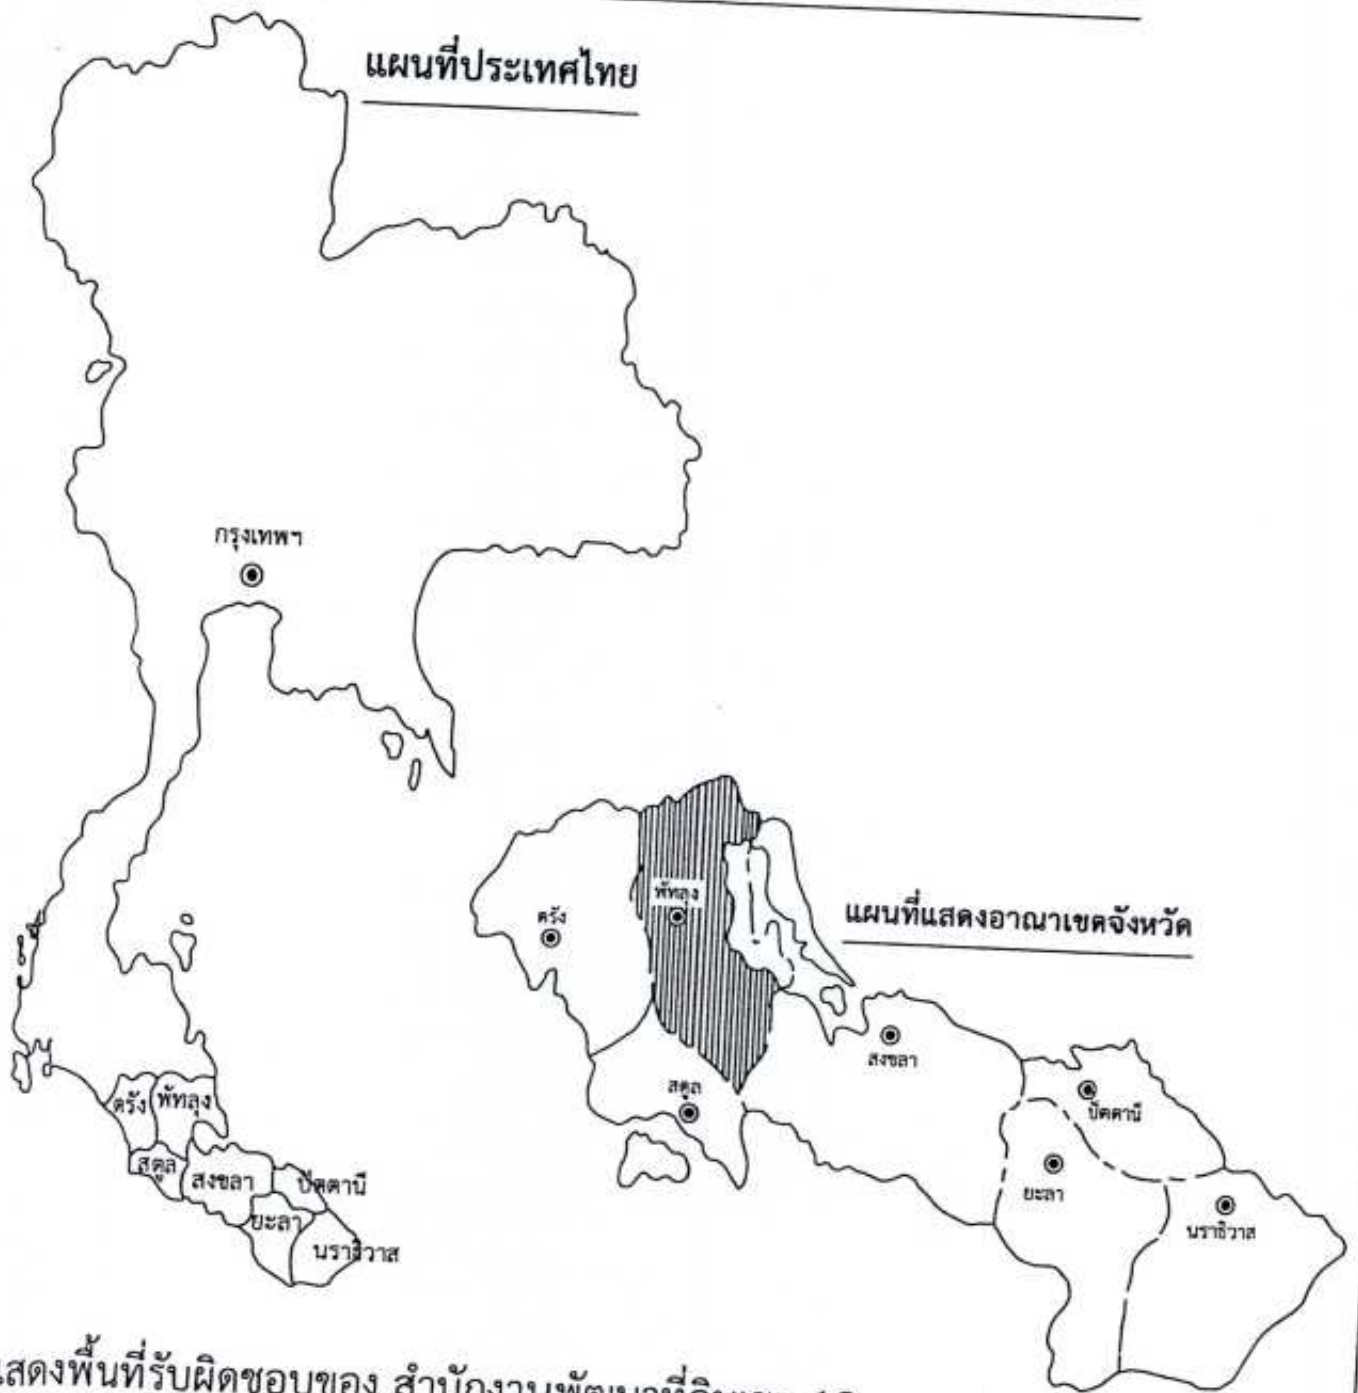 แผนที่ประเทศไทย
กรุงเทพฯ
พัทลุง
ตรัง
แผนที่แสดงอาณาเขตจังหวัด
สงขลา
สตูล
ปัตตานี
ยะลา
นราธิวาส
ตรัง พัทลุง
สตูล สงขลา ปัตตานี
ยะลา
นราธิวาส
แสดงพื้นที่รับผิดชอบของ สำนักงานพัฒนาที่ดินเขต